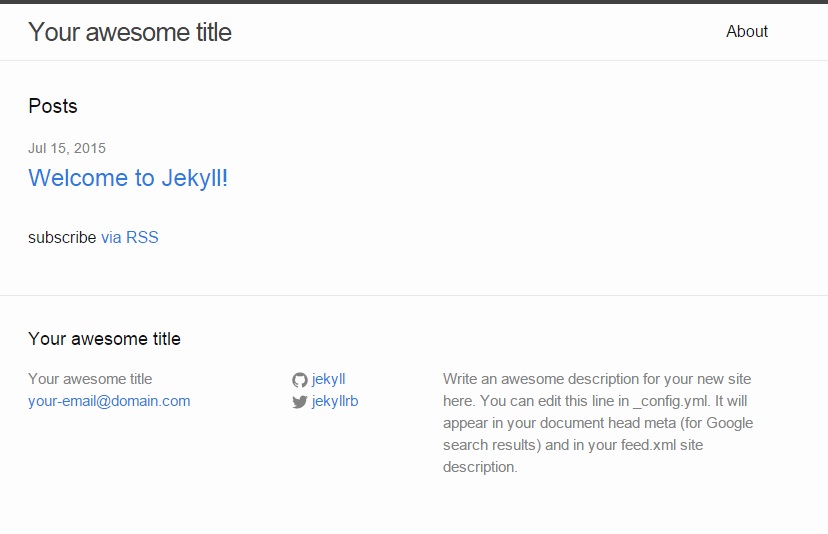 Your awesome title
About
Posts
Jul 15, 2015
Welcome to Jekyll!
subscribe via RSS
Your awesome title
Your awesome title
your-email@domain.com
jekyll
jekyllrb
Write an awesome description for your new site
here. You can edit this line in _config.yml. It will
appear in your document head meta (for Google
search results) and in your feed.xml site
description.